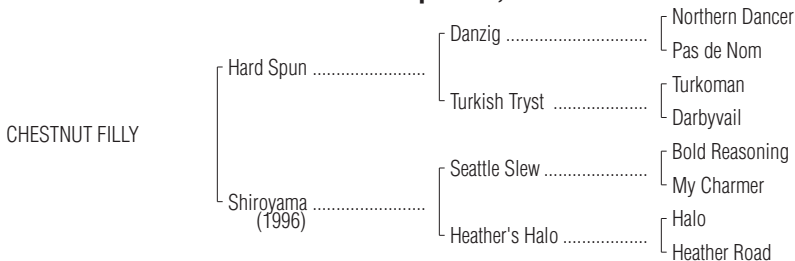 Northern Dancer
Danzig ................................
Pas de Nom
Hard Spun .........................
Turkoman
Turkish Tryst .....................
Darbyvail
CHESTNUT FILLY
Bold Reasoning
Seattle Slew .......................
My Charmer
Shiroyama .........................
(1996)
Halo
Heather's Halo ...................
Heather Road